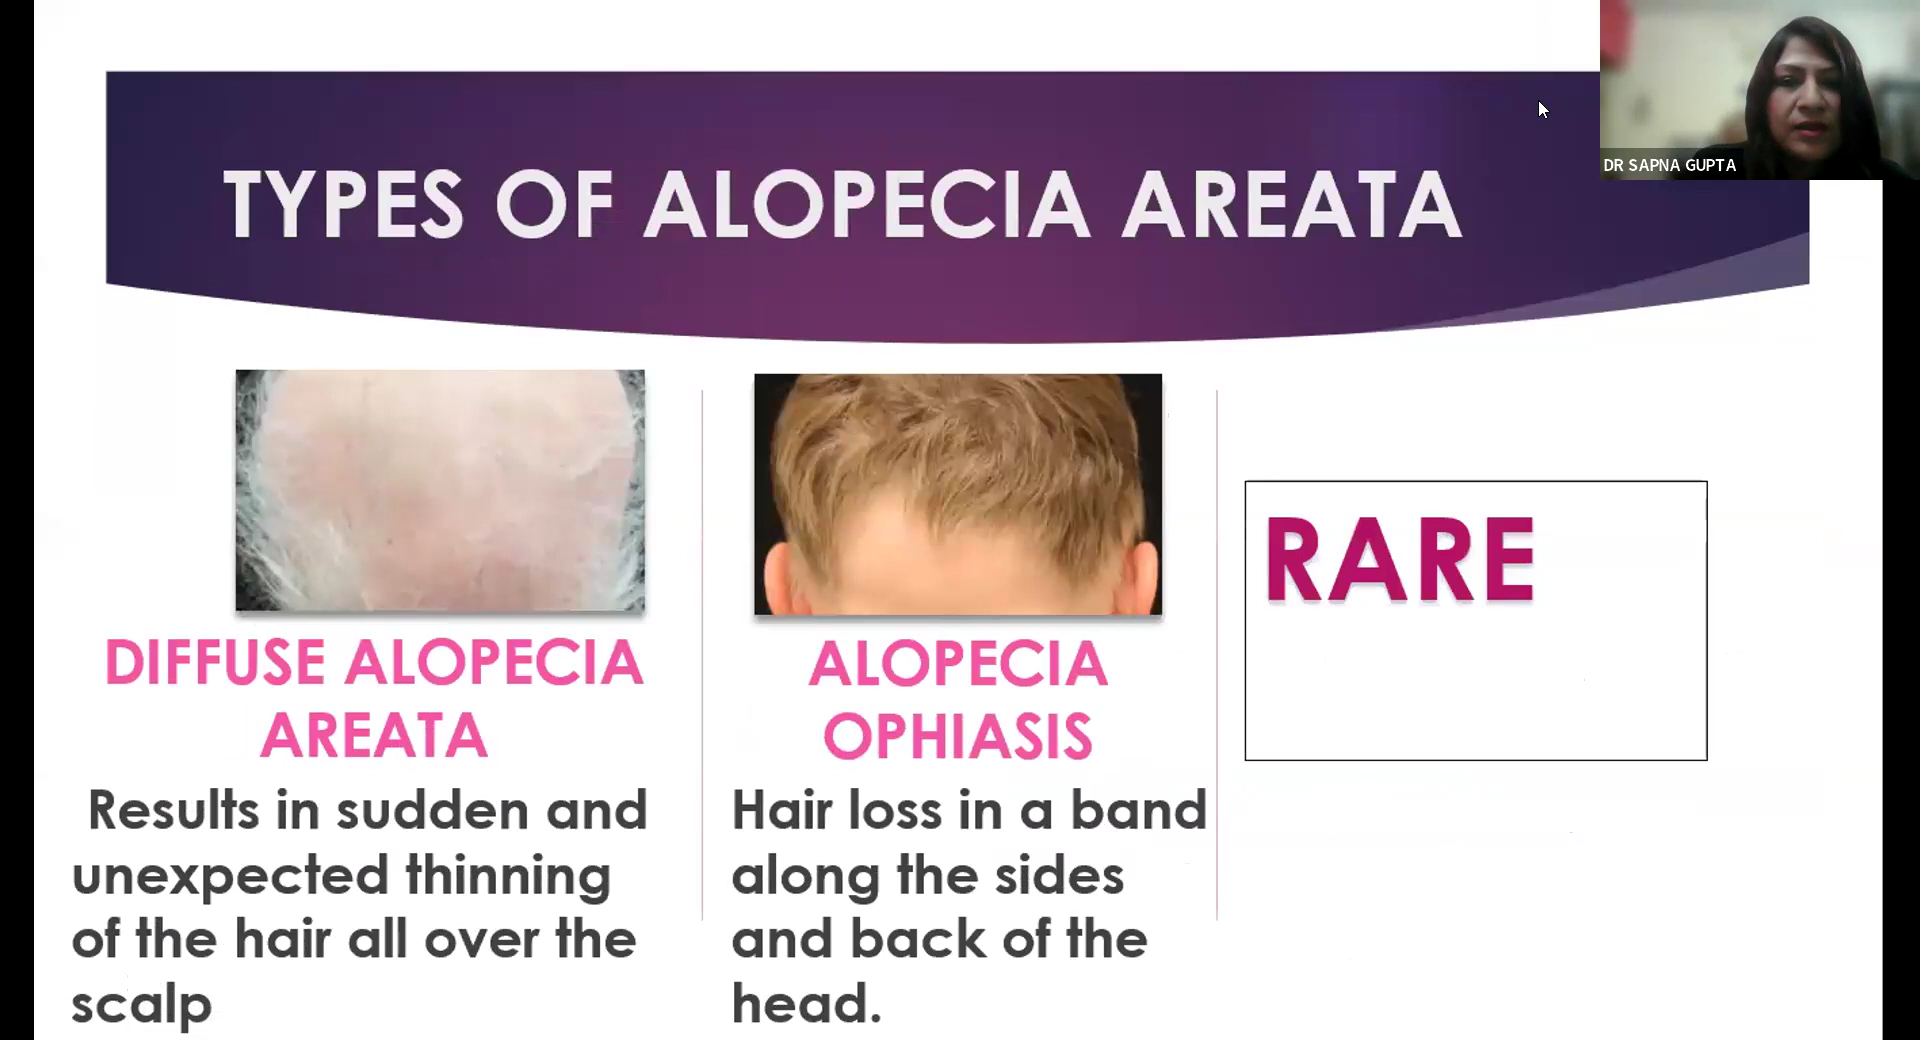 TYPES OF ALOPECIA AREATA
DR SAPNA GUPTA
DIFFUSE ALOPECIA
AREATA
Results in sudden and
unexpected thinning
of the hair all over the
scalp
ALOPECIA
OPHIASIS
Hair loss in a band
along the sides
and back of the
head.
RARE